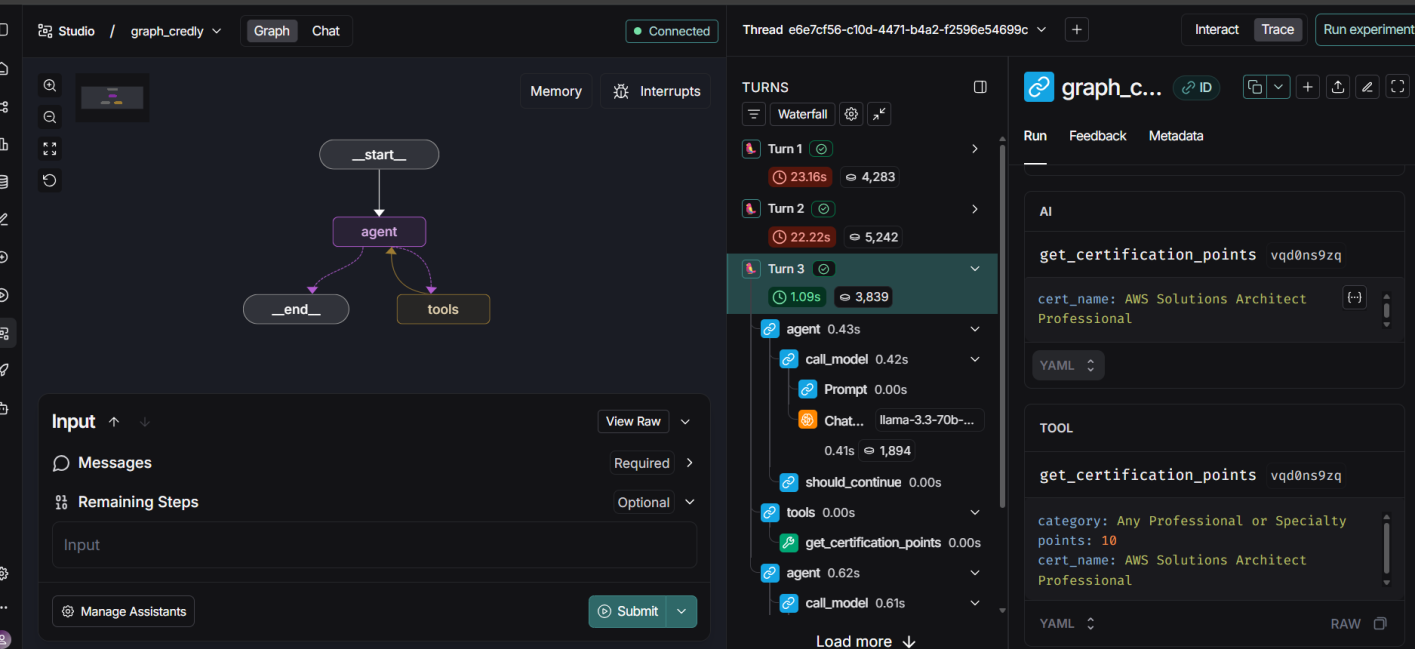 Studio / graph_credly Graph Chat Connected
Memory Interrupts
__start__
agent
__end__ tools
Input View Raw
Messages Required
Remaining Steps Optional
Input
Manage Assistants Submit
Thread e6e7cf56-c10d-4471-b4a2-f2596e54699c
Interact Trace Run experiment
TURNS
Waterfall
Turn 1
23.16s 4,283
Turn 2
22.22s 5,242
Turn 3
1.09s 3,839
agent 0.43s
call_model 0.42s
Prompt 0.00s
Chat... llama-3.3-70b-...
0.41s 1,894
should_continue 0.00s
tools 0.00s
get_certification_points 0.00s
agent 0.62s
call_model 0.61s
Load more
graph_c... ID
Run Feedback Metadata
AI
get_certification_points vqd0ns9zq
cert_name: AWS Solutions Architect
Professional
YAML
TOOL
get_certification_points vqd0ns9zq
category: Any Professional or Specialty
points: 10
cert_name: AWS Solutions Architect
Professional
YAML RAW